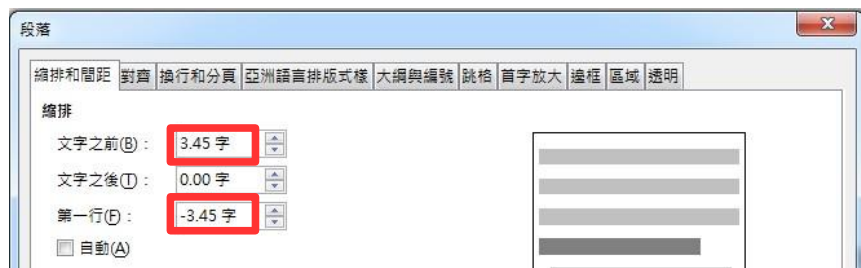 段落
縮排和間距 對齊 換行和分頁 亞洲語言排版式樣 大綱與編號 跳格 首字放大 邊框 區域 透明
縮排
文字之前(B)： 3.45 字
文字之後(T)： 0.00 字
第一行(F)： -3.45 字
自動(A)